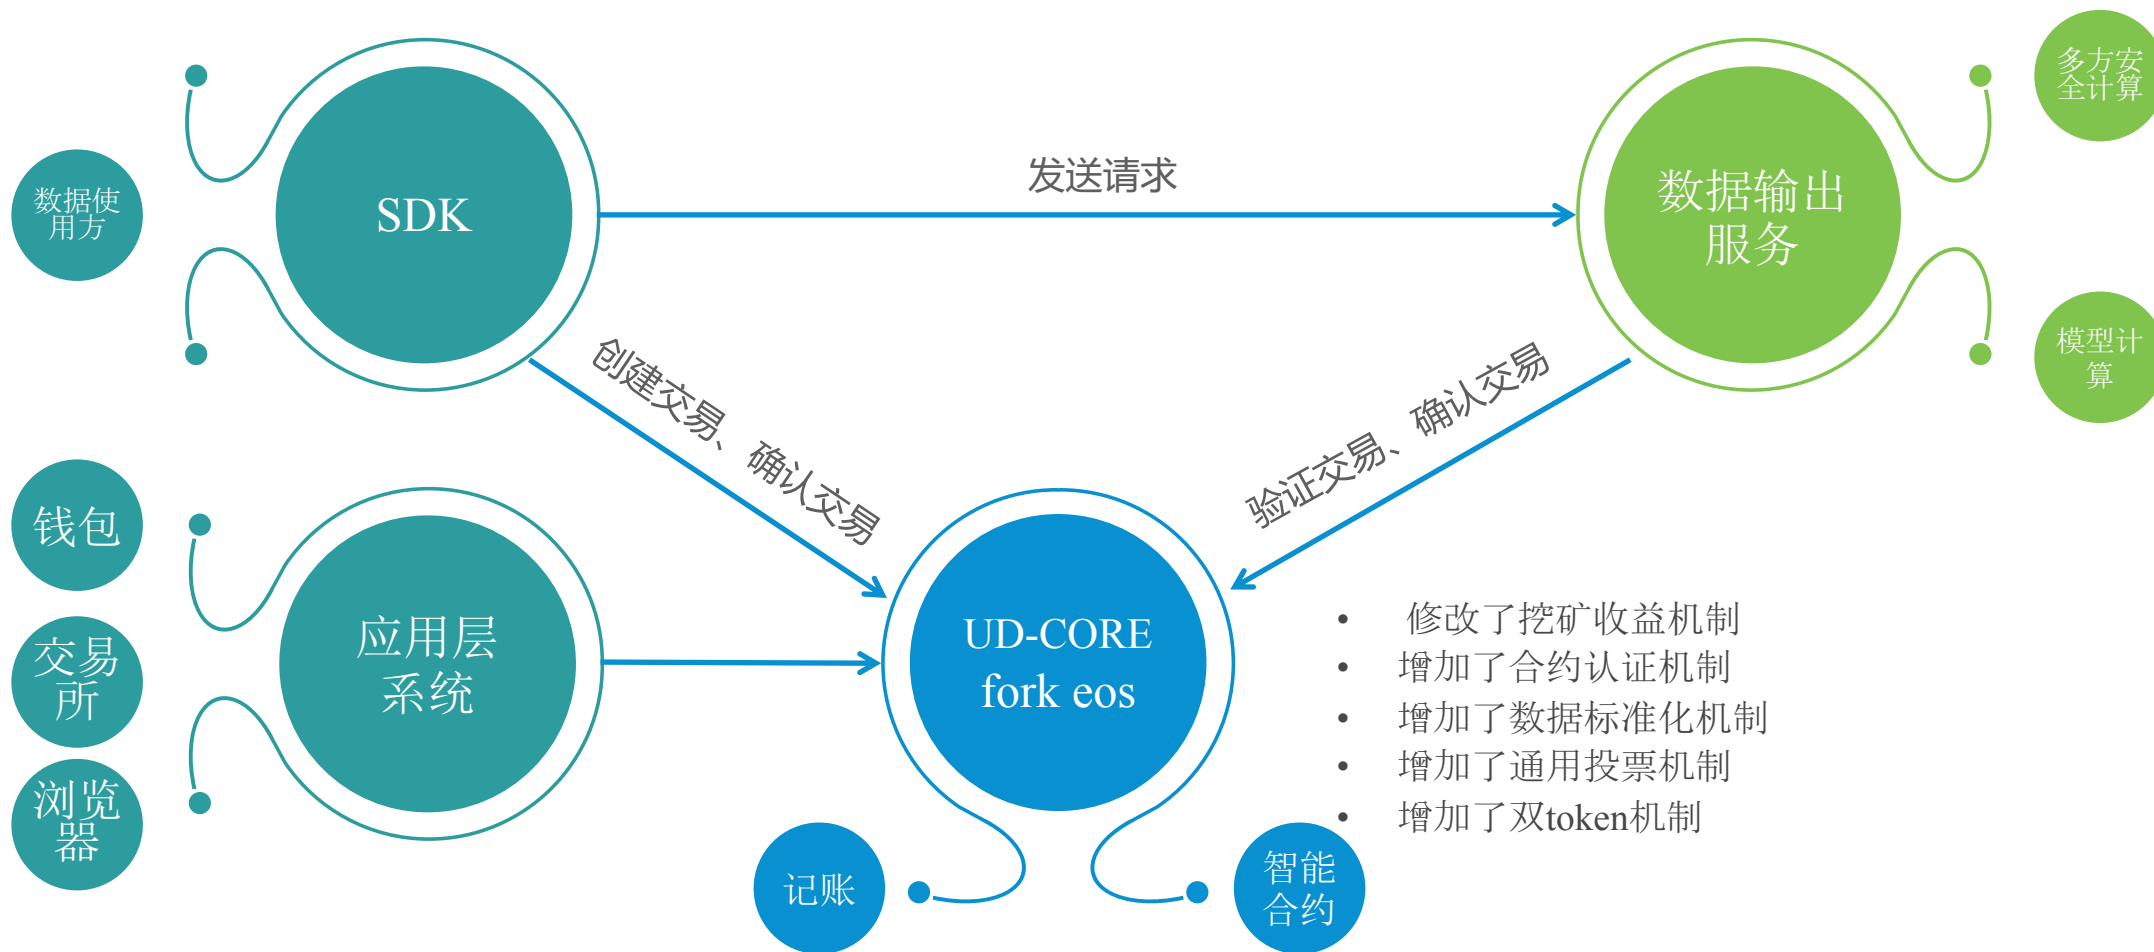 多方安
全计算
数据使
用方
SDK
发送请求
数据输出
服务
模型计
算
创建交易、确认交易
验证交易、确认交易
钱包
交易
所
浏览
器
应用层
系统
UD-CORE
fork eos
• 修改了挖矿收益机制
• 增加了合约认证机制
• 增加了数据标准化机制
• 增加了通用投票机制
• 增加了双token机制
记账
智能
合约